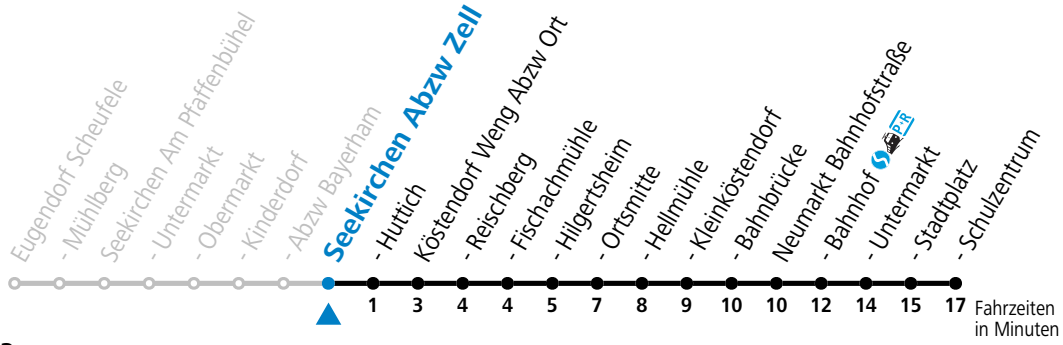 Eugendorf Scheufele
- Mühlberg
Seekirchen Am Pfaffenbühel
- Untermarkt
- Obermarkt
- Kinderdorf
- Abzw Bayerham
Seekirchen Abzw Zell
- Huttich
Köstendorf Weng Abzw Ort
- Reischberg
- Fischachmühle
- Hilgertsheim
- Ortsmitte
- Hellmühle
- Kleinköstendorf
- Bahnbrücke
Neumarkt Bahnhofstraße
- Bahnhof S P+R
- Untermarkt
- Stadtplatz
- Schulzentrum
1 3 4 4 5 7 8 9 10 10 12 14 15 17 Fahrzeiten
in Minuten